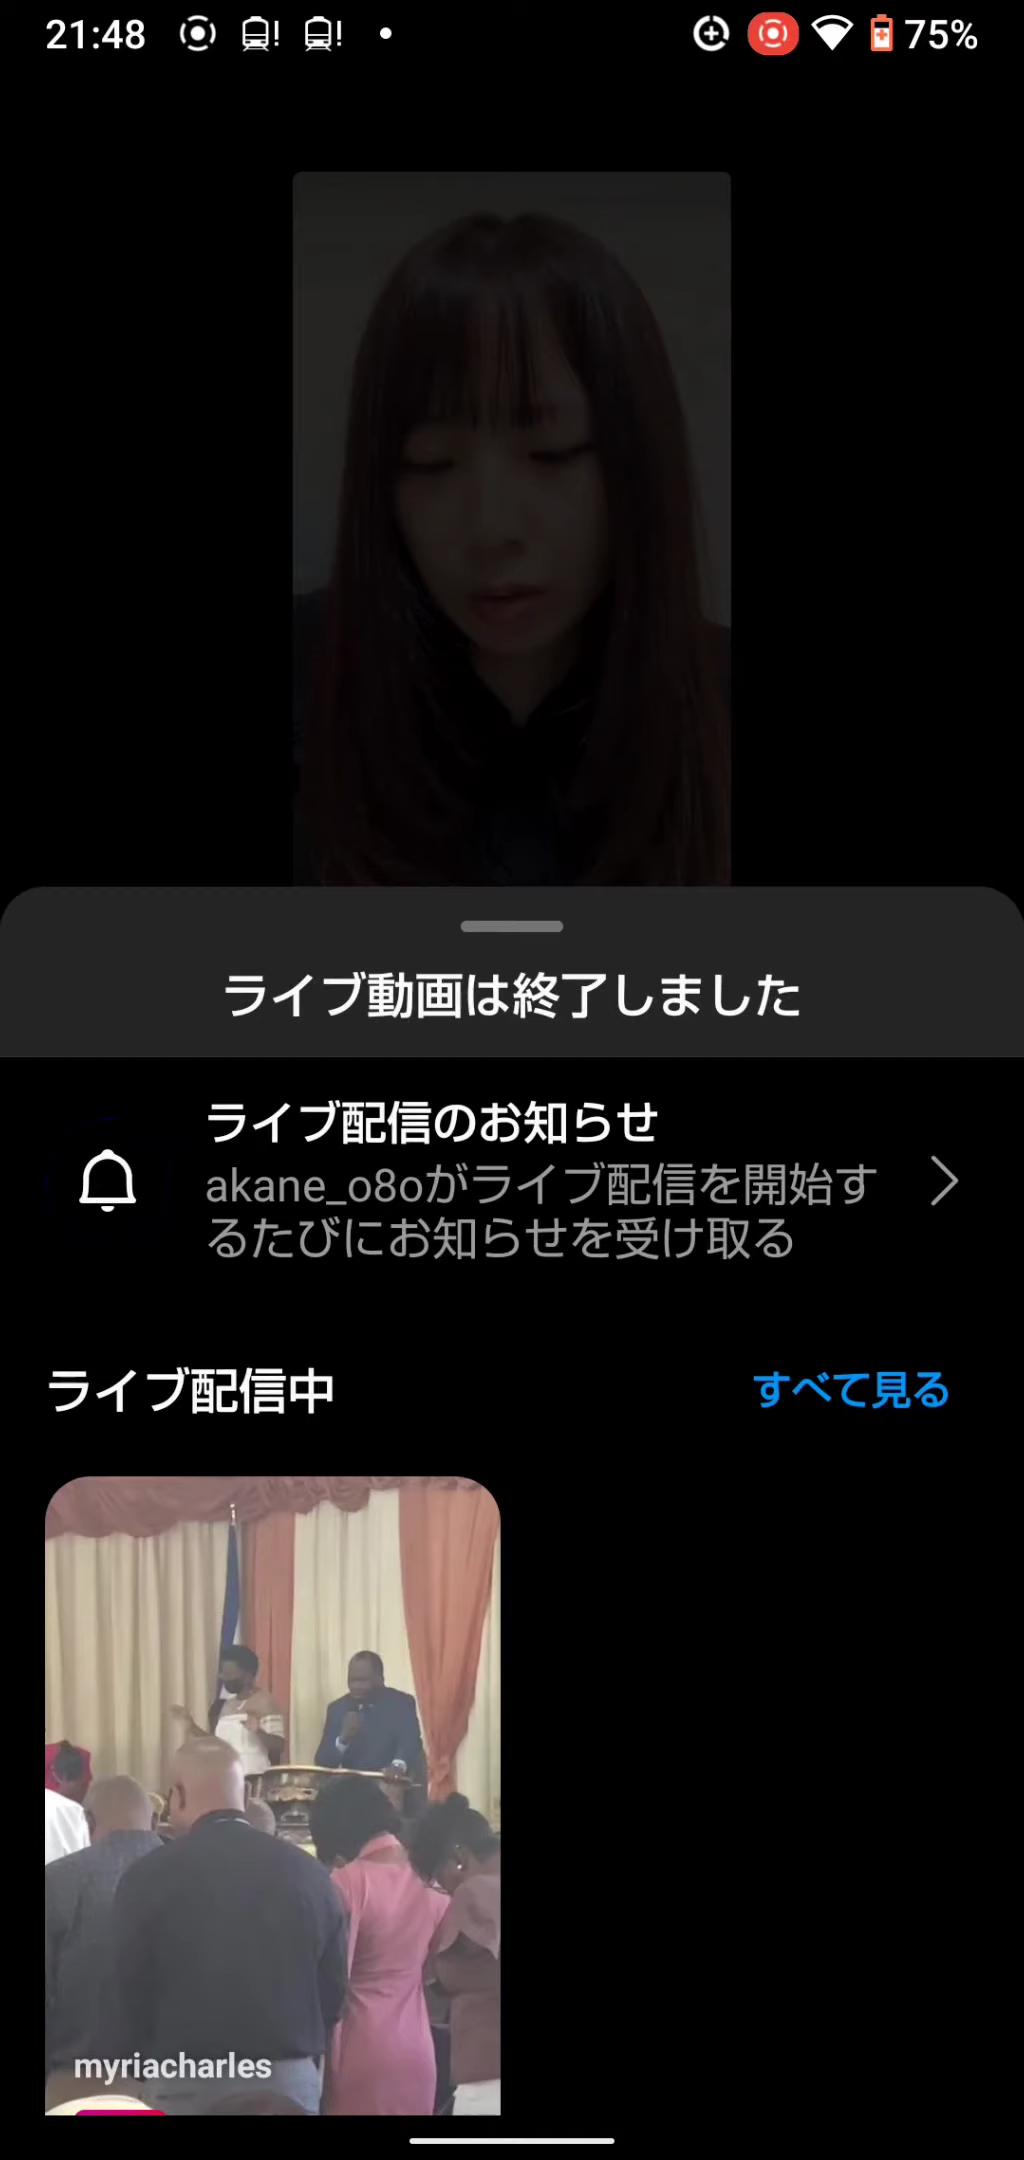 21:48
75%
ライブ動画は終了しました
ライブ配信のお知らせ
akane_o8oがライブ配信を開始す
るたびにお知らせを受け取る
ライブ配信中
すべて見る
myriacharles